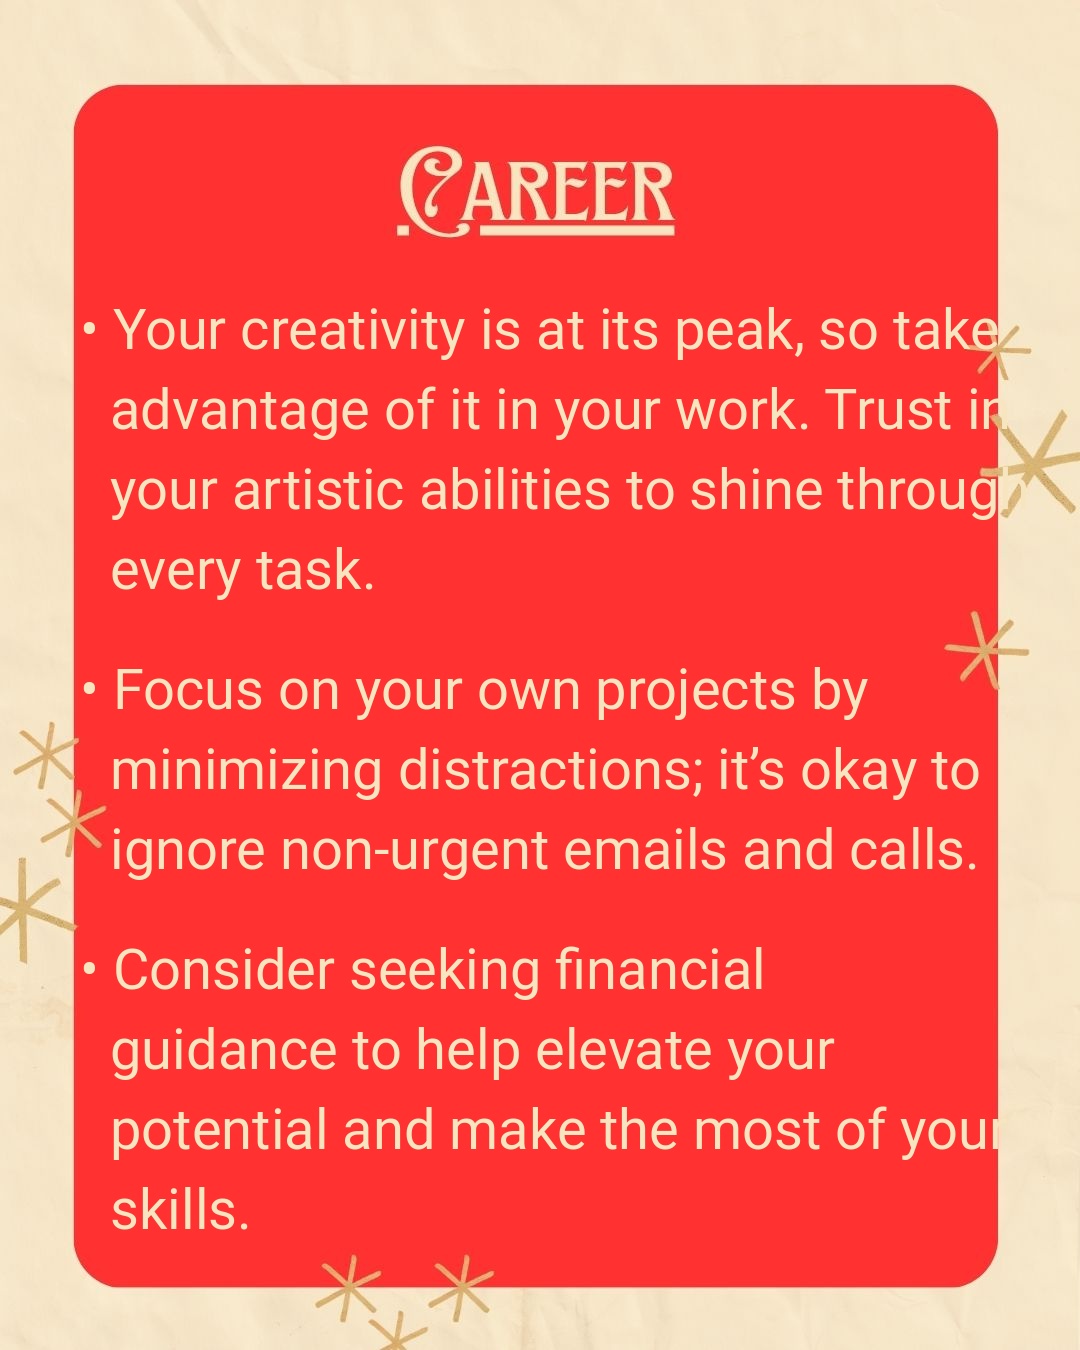 Career
• Your creativity is at its peak, so take
advantage of it in your work. Trust in
your artistic abilities to shine through
every task.
• Focus on your own projects by
minimizing distractions; it’s okay to
ignore non-urgent emails and calls.
• Consider seeking financial
guidance to help elevate your
potential and make the most of your
skills.